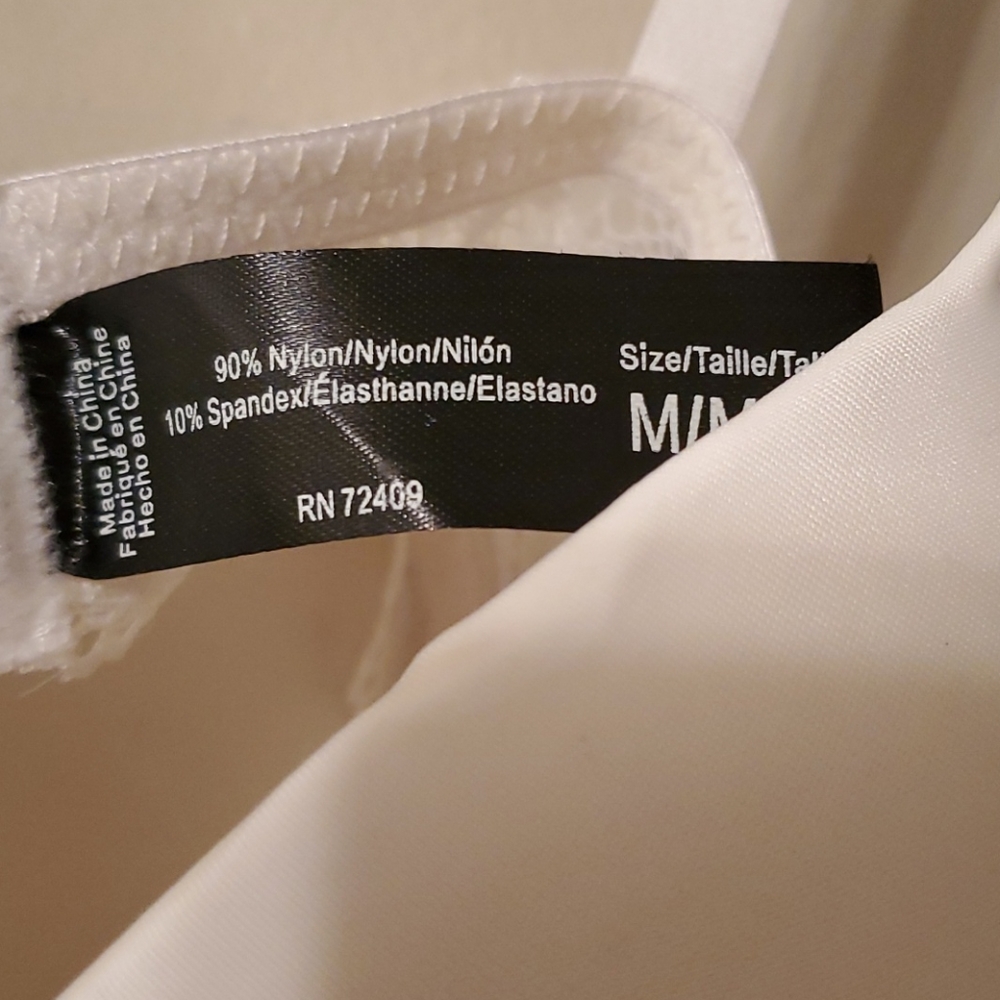 Made in China
Fabriqué en Chine
Hecho en China
90% Nylon/Nylon/Nilón
10% Spandex/Élasthanne/Elastano
RN 72409
Size/Taille/
M/